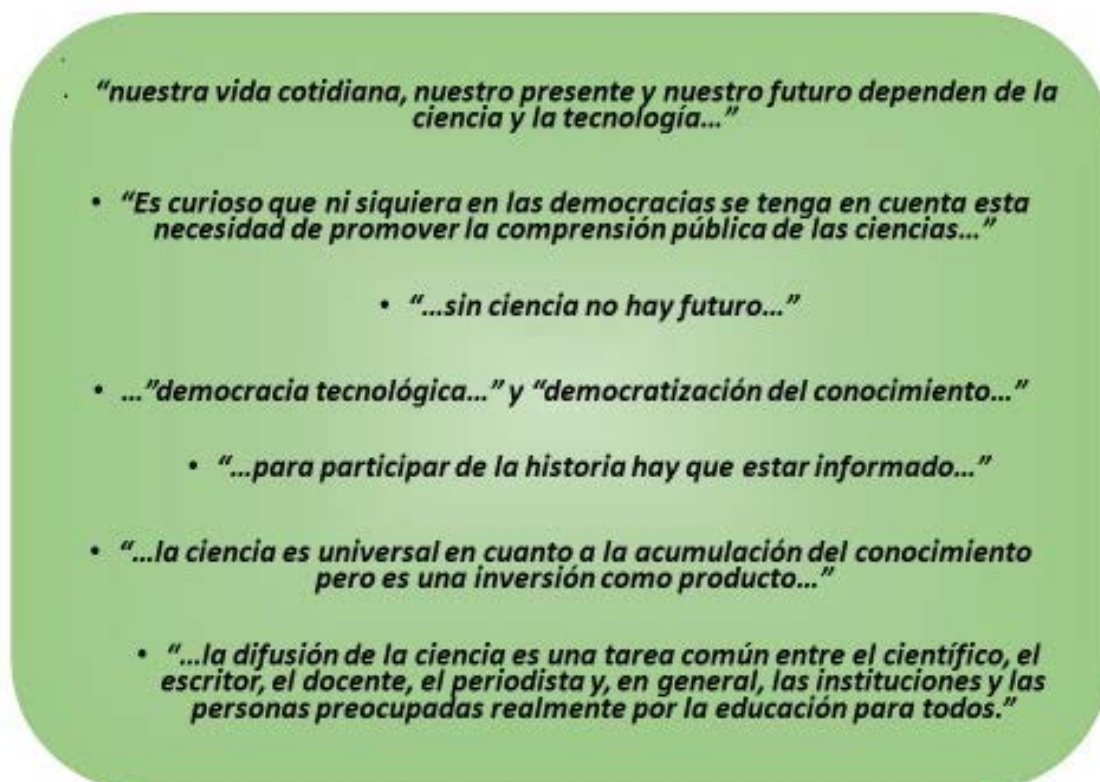 “nuestra vida cotidiana, nuestro presente y nuestro futuro dependen de la
ciencia y la tecnología...”
• “Es curioso que ni siquiera en las democracias se tenga en cuenta esta
necesidad de promover la comprensión pública de las ciencias...”
• “...sin ciencia no hay futuro...”
• ...”democracia tecnológica...” y “democratización del conocimiento...”
• “...para participar de la historia hay que estar informado...”
• “...la ciencia es universal en cuanto a la acumulación del conocimiento
pero es una inversión como producto...”
• “...la difusión de la ciencia es una tarea común entre el científico, el
escritor, el docente, el periodista y, en general, las instituciones y las
personas preocupadas realmente por la educación para todos.”